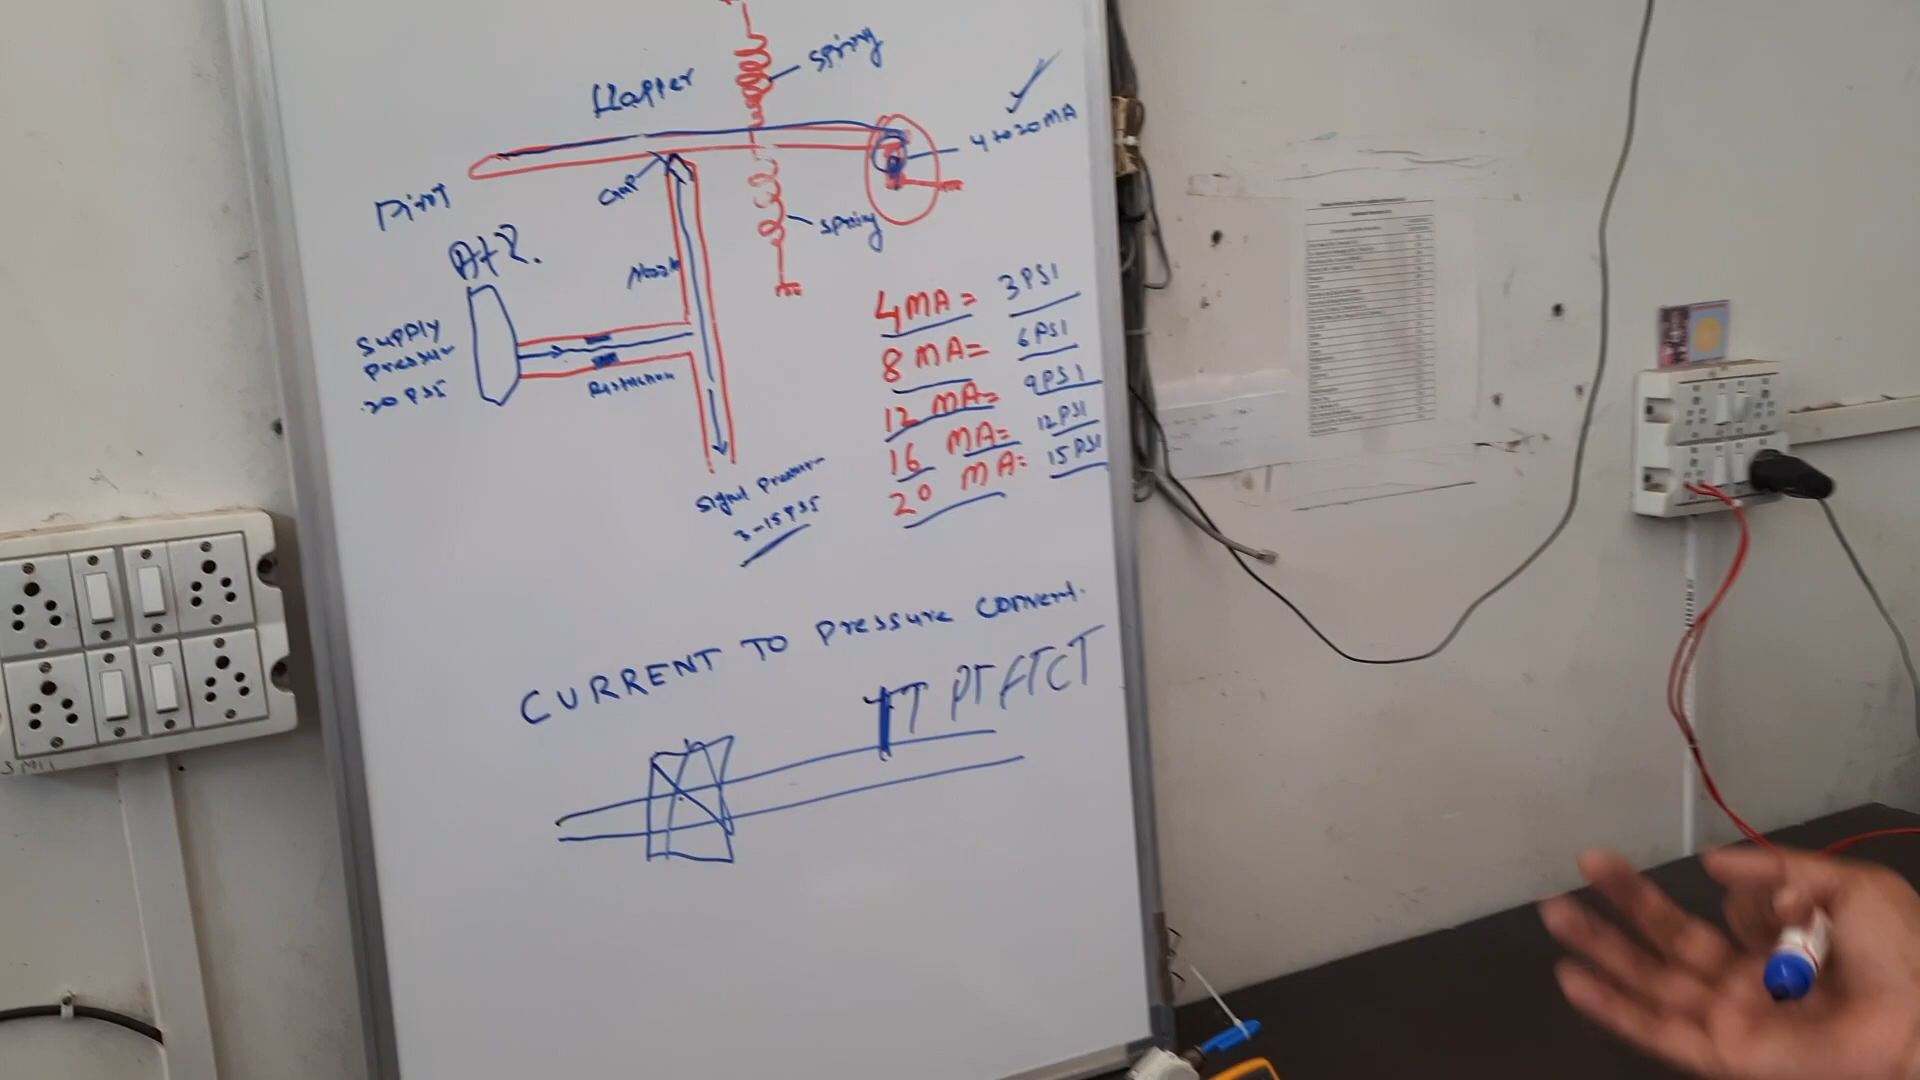 spring
Flapper
4 to 20 MA
Gap
Pivot
spring
Nozzle
4 MA = 3 PSI
8 MA = 6 PSI
12 MA = 9 PSI
16 MA = 12 PSI
20 MA = 15 PSI
supply
pressure
20 PSI
Restriction
signal pressure
3-15 PSI
CURRENT TO Pressure Convert.
TT PT FT CT